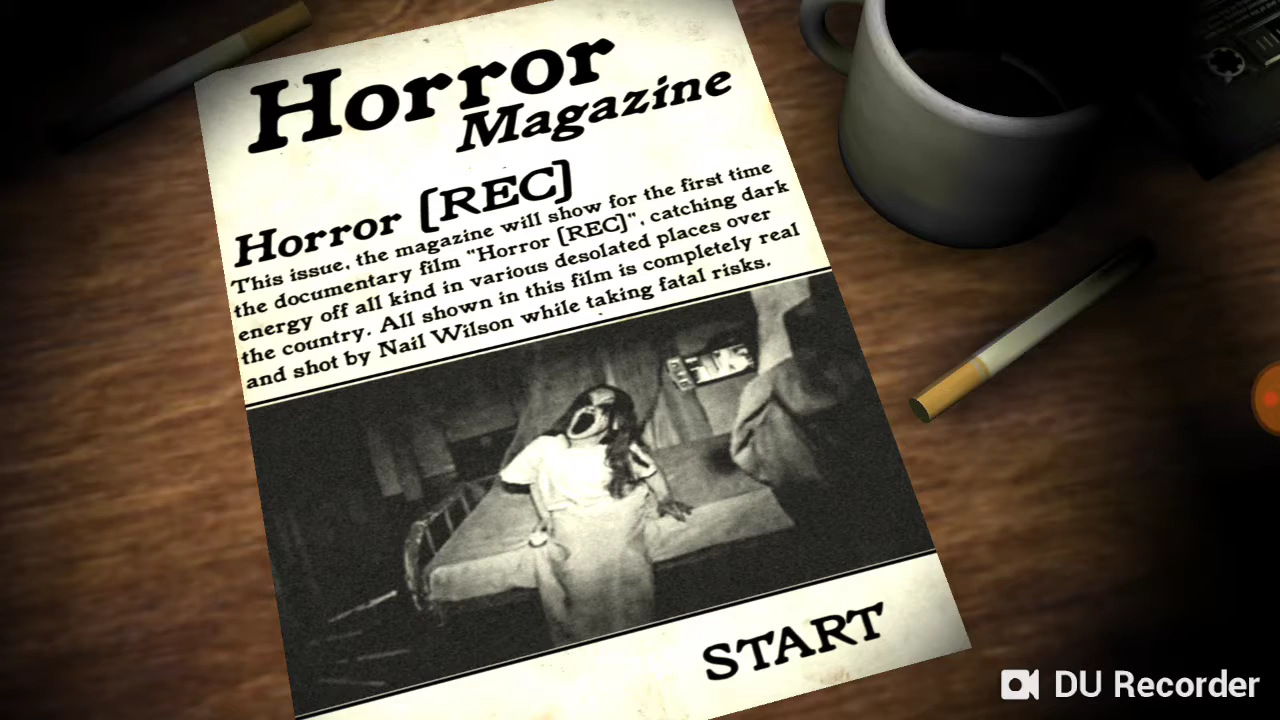 Horror
Magazine
Horror [REC]
This issue, the magazine will show for the first time
the documentary film "Horror [REC]", catching dark
energy off all kind in various desolated places over
the country. All shown in this film is completely real
and shot by Nail Wilson while taking fatal risks.
START
DU Recorder